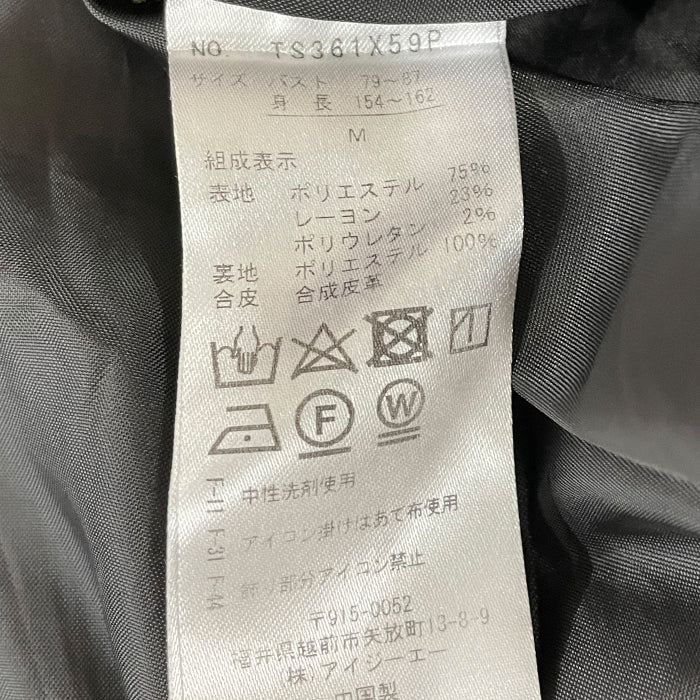 NO. TS361X59P
サイズ バスト 79～87
身長 154～162
M
組成表示
表地 ポリエステル 75%
レーヨン 23%
ポリウレタン 2%
裏地 ポリエステル 100%
合皮 合成皮革
F W
中性洗剤使用
アイロン掛けはあて布使用
飾り部分アイロン禁止
〒915-0052
福井県越前市矢放町13-8-9
(株)アイジーエー
中国製